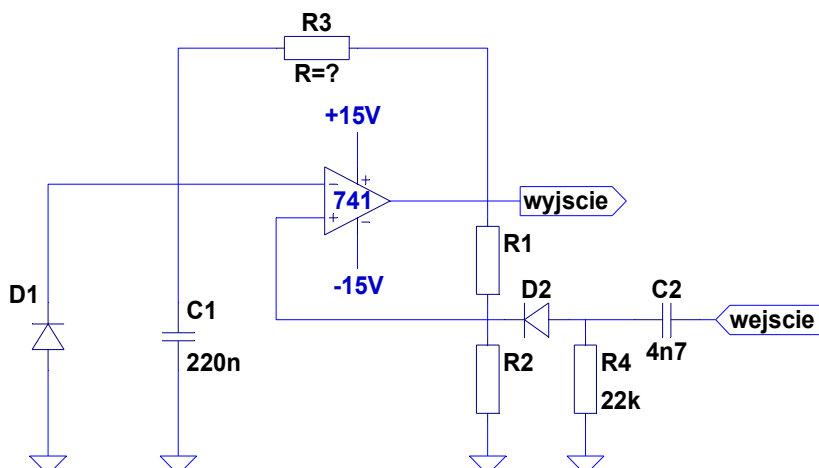 R3
R=?
+15V
− +
741
wyjscie
+ −
R1
-15V
D1
D2
C2
C1
wejscie
220n
R2
R4
4n7
22k